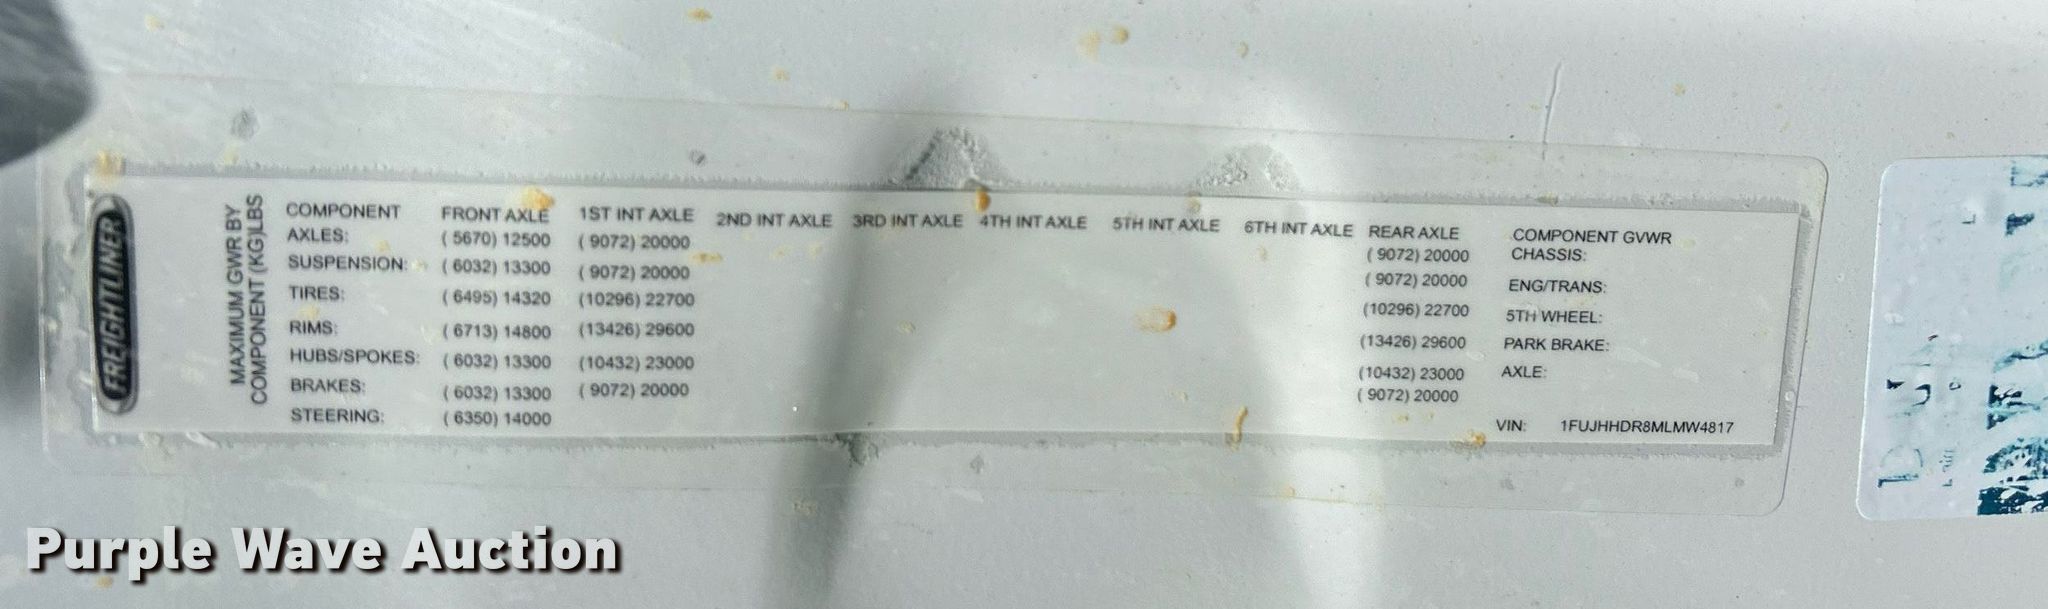 FREIGHTLINER
MAXIMUM GWR BY
COMPONENT (KG)LBS
COMPONENT FRONT AXLE 1ST INT AXLE 2ND INT AXLE 3RD INT AXLE 4TH INT AXLE 5TH INT AXLE 6TH INT AXLE REAR AXLE COMPONENT GVWR
AXLES: ( 5670) 12500 ( 9072) 20000 ( 9072) 20000 CHASSIS:
SUSPENSION: ( 6032) 13300 ( 9072) 20000 ( 9072) 20000 ENG/TRANS:
TIRES: ( 6495) 14320 (10296) 22700 (10296) 22700 5TH WHEEL:
RIMS: ( 6713) 14800 (13426) 29600 (13426) 29600 PARK BRAKE:
HUBS/SPOKES: ( 6032) 13300 (10432) 23000 (10432) 23000 AXLE:
BRAKES: ( 6032) 13300 ( 9072) 20000 ( 9072) 20000
STEERING: ( 6350) 14000 VIN: 1FUJHHDR8MLMW4817
Purple Wave Auction